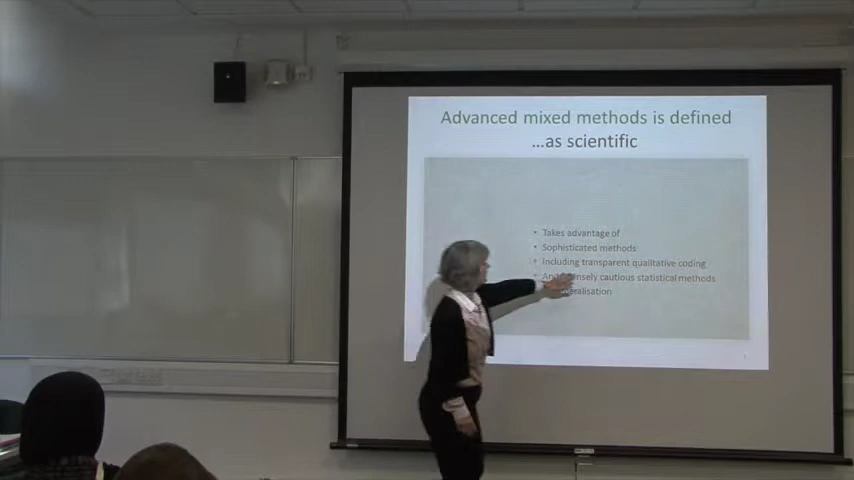 Advanced mixed methods is defined
...as scientific
• Takes advantage of
• Sophisticated methods
• Including transparent qualitative coding
• And cautious statistical methods